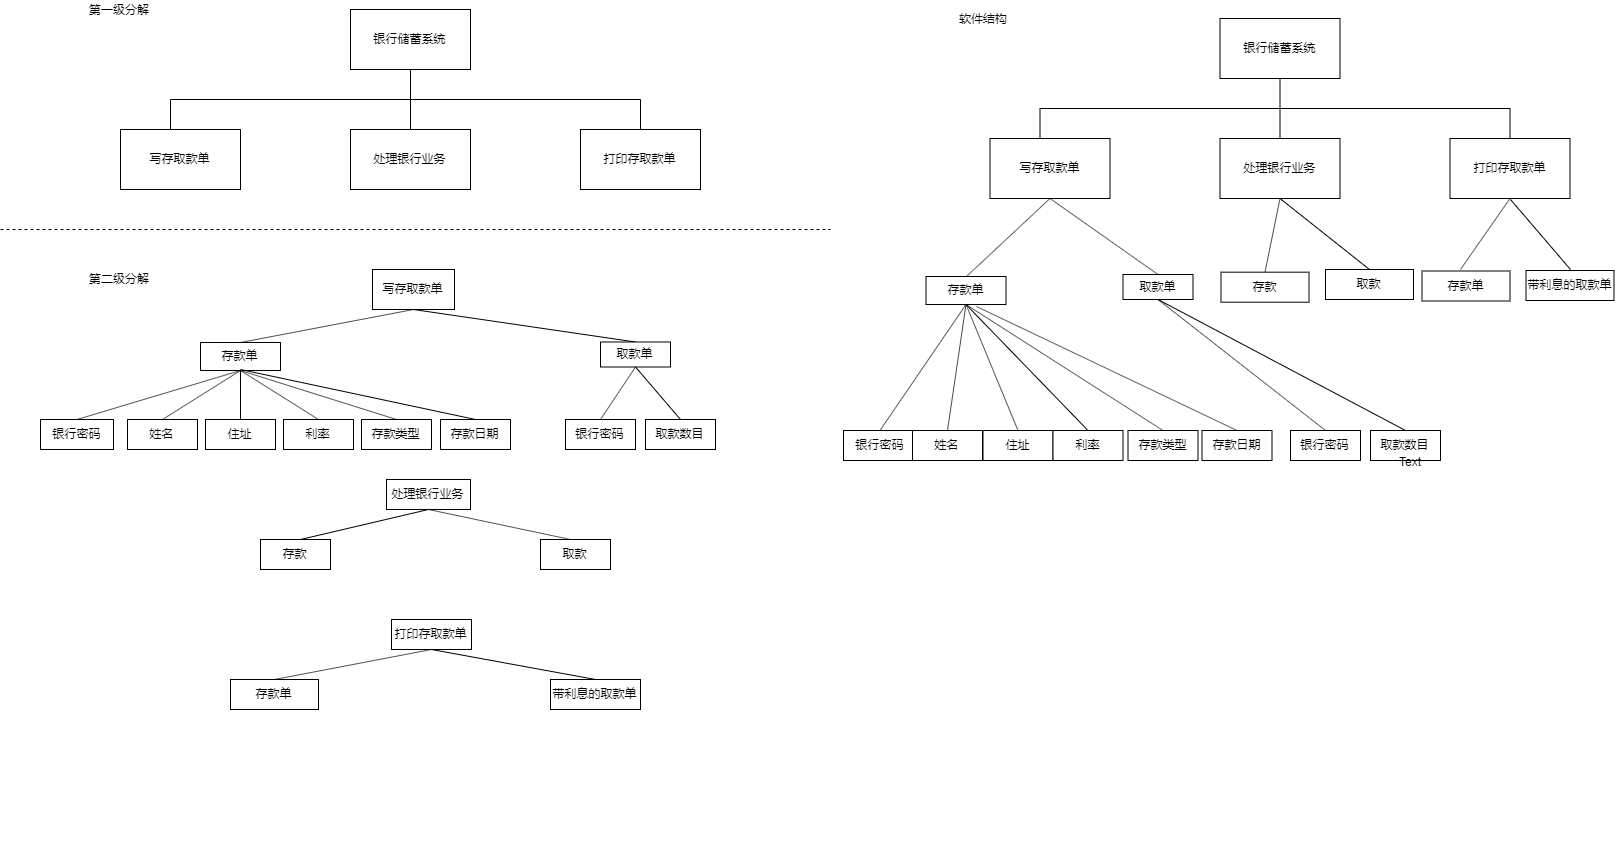 第一级分解
银行储蓄系统
写存取款单
处理银行业务
打印存取款单
第二级分解
写存取款单
存款单
取款单
银行密码
姓名
住址
利率
存款类型
存款日期
银行密码
取款数目
处理银行业务
存款
取款
打印存取款单
存款单
带利息的取款单
软件结构
银行储蓄系统
写存取款单
处理银行业务
打印存取款单
存款单
取款单
存款
取款
存款单
带利息的取款单
银行密码
姓名
住址
利率
存款类型
存款日期
银行密码
取款数目
Text